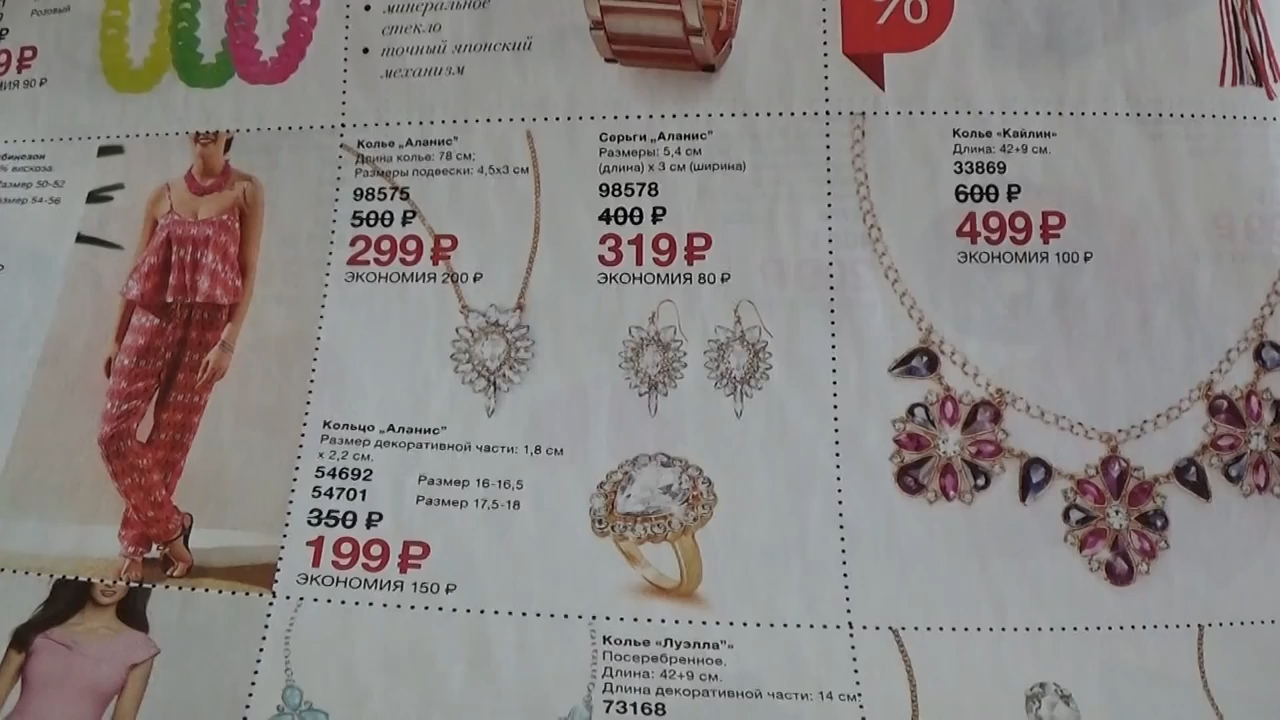 Розовый
9₽
минеральное
стекло
точный японский
механизм
%
Колье „Аланис"
Длина колье: 78 см;
Размеры подвески: 4,5х3 см
98575
500 ₽
299 ₽
ЭКОНОМИЯ 200 ₽
Серьги „Аланис"
Размеры: 5,4 см
(длина) х 3 см (ширина)
98578
400 ₽
319 ₽
ЭКОНОМИЯ 80 ₽
Колье «Кайлин»
Длина: 42+9 см.
33869
600 ₽
499 ₽
ЭКОНОМИЯ 100 ₽
Кольцо „Аланис"
Размер декоративной части: 1,8 см
х 2,2 см.
54692 Размер 16-16,5
54701 Размер 17,5-18
350 ₽
199 ₽
ЭКОНОМИЯ 150 ₽
Колье «Луэлла"»
Посеребренное.
Длина: 42+9 см.
Длина декоративной части: 14 см.
73168